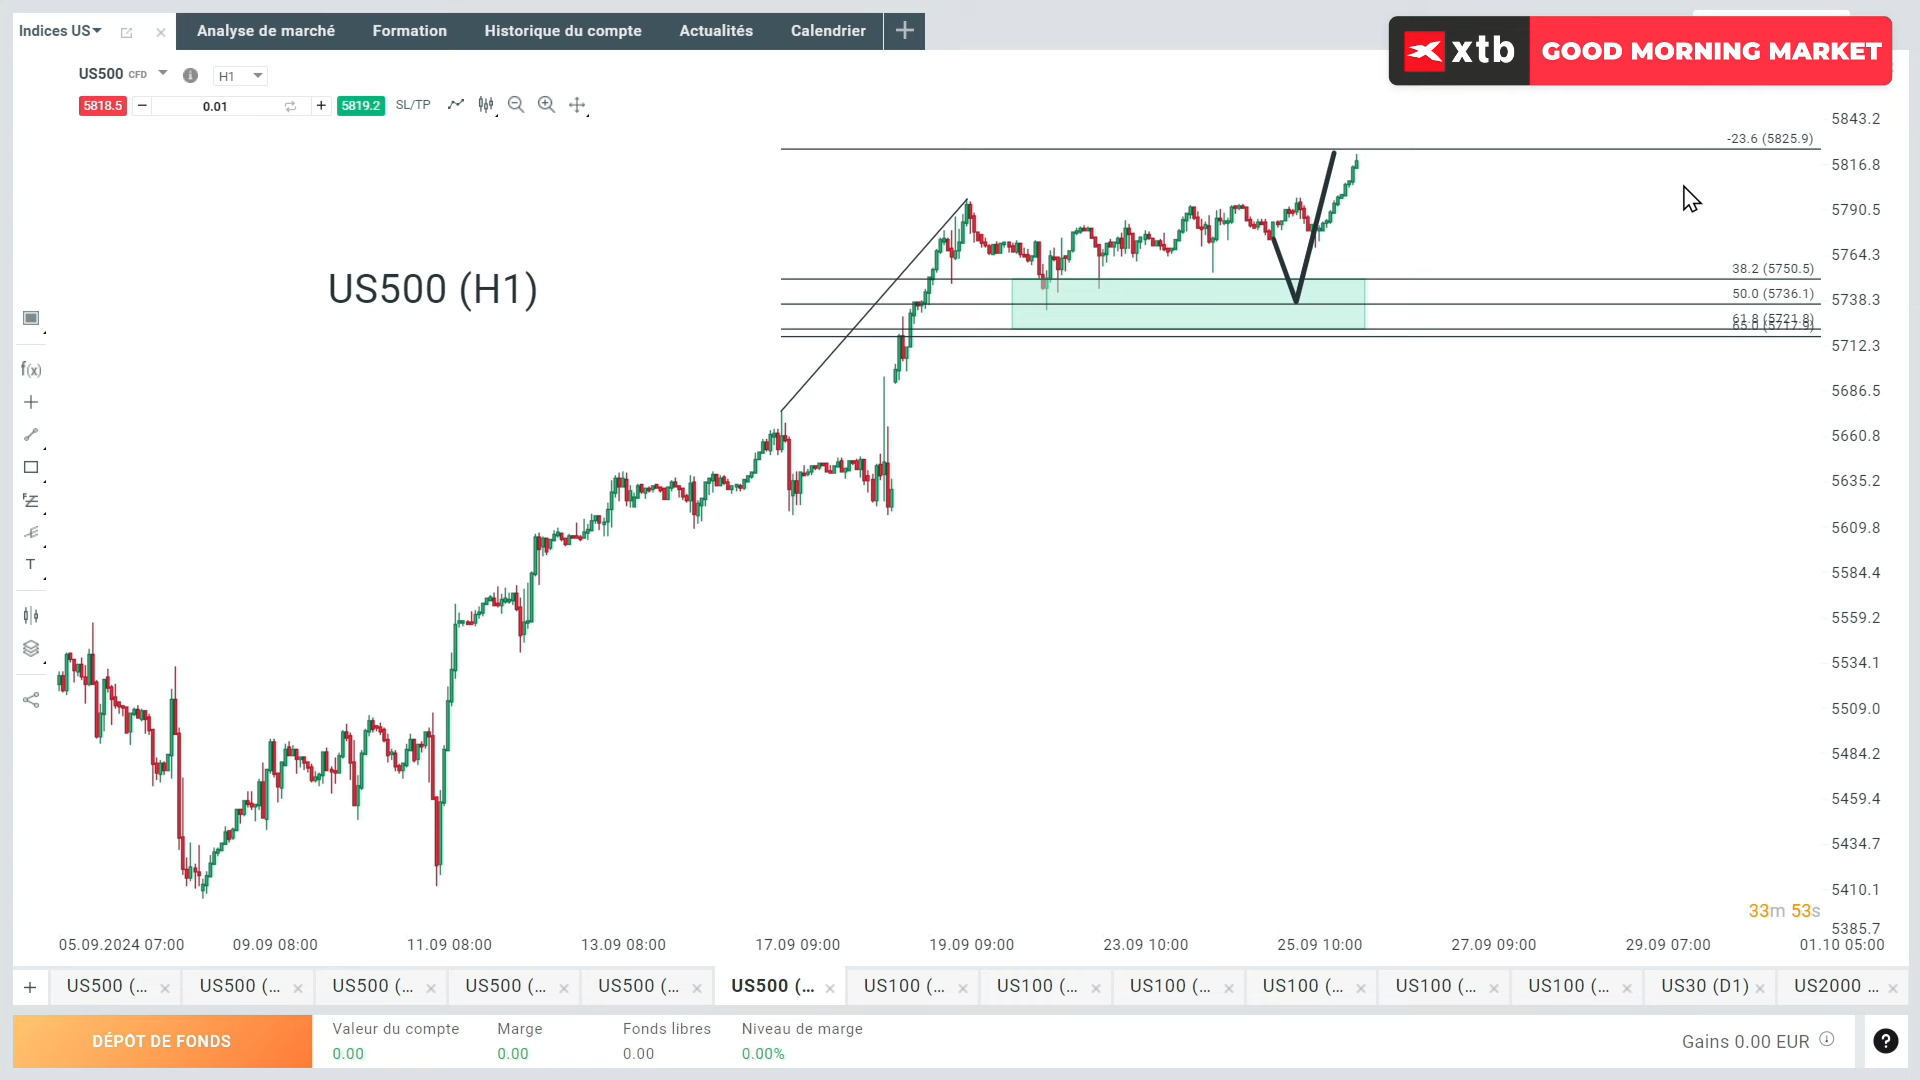 Indices US
Analyse de marché
Formation
Historique du compte
Actualités
Calendrier
xtb
GOOD MORNING MARKET
US500 CFD
H1
5818.5
0.01
5819.2
SL/TP
US500 (H1)
-23.6 (5825.9)
38.2 (5750.5)
50.0 (5736.1)
61.8 (5721.8)
65.0 (5717.9)
5843.2
5816.8
5790.5
5764.3
5738.3
5712.3
5686.5
5660.8
5635.2
5609.8
5584.4
5559.2
5534.1
5509.0
5484.2
5459.4
5434.7
5410.1
5385.7
f(x)
T
33m 53s
05.09.2024 07:00
09.09 08:00
11.09 08:00
13.09 08:00
17.09 09:00
19.09 09:00
23.09 10:00
25.09 10:00
27.09 09:00
29.09 07:00
01.10 05:00
US500 (...
US500 (...
US500 (...
US500 (...
US500 (...
US500 (...
US100 (...
US100 (...
US100 (...
US100 (...
US100 (...
US100 (...
US30 (D1)
US2000 ...
DÉPÔT DE FONDS
Valeur du compte
0.00
Marge
0.00
Fonds libres
0.00
Niveau de marge
0.00%
Gains 0.00 EUR